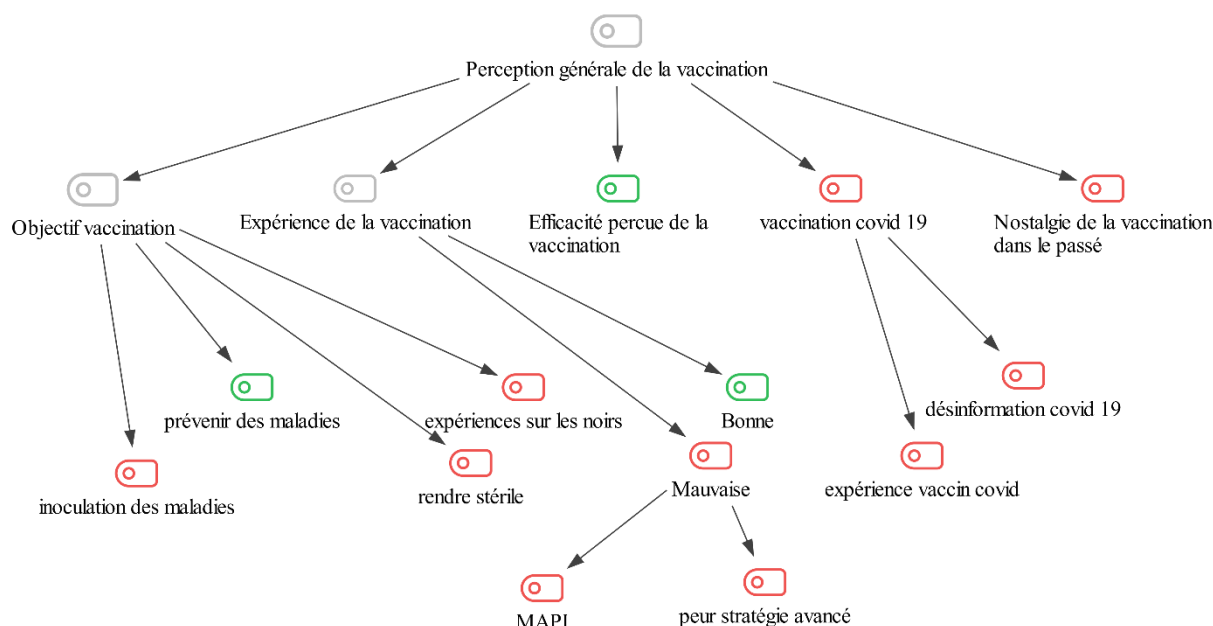 Perception générale de la vaccination
Objectif vaccination
Expérience de la vaccination
Efficacité percue de la
vaccination
vaccination covid 19
Nostalgie de la vaccination
dans le passé
prévenir des maladies
expériences sur les noirs
Bonne
désinformation covid 19
inoculation des maladies
rendre stérile
Mauvaise
expérience vaccin covid
MAPI
peur stratégie avancé